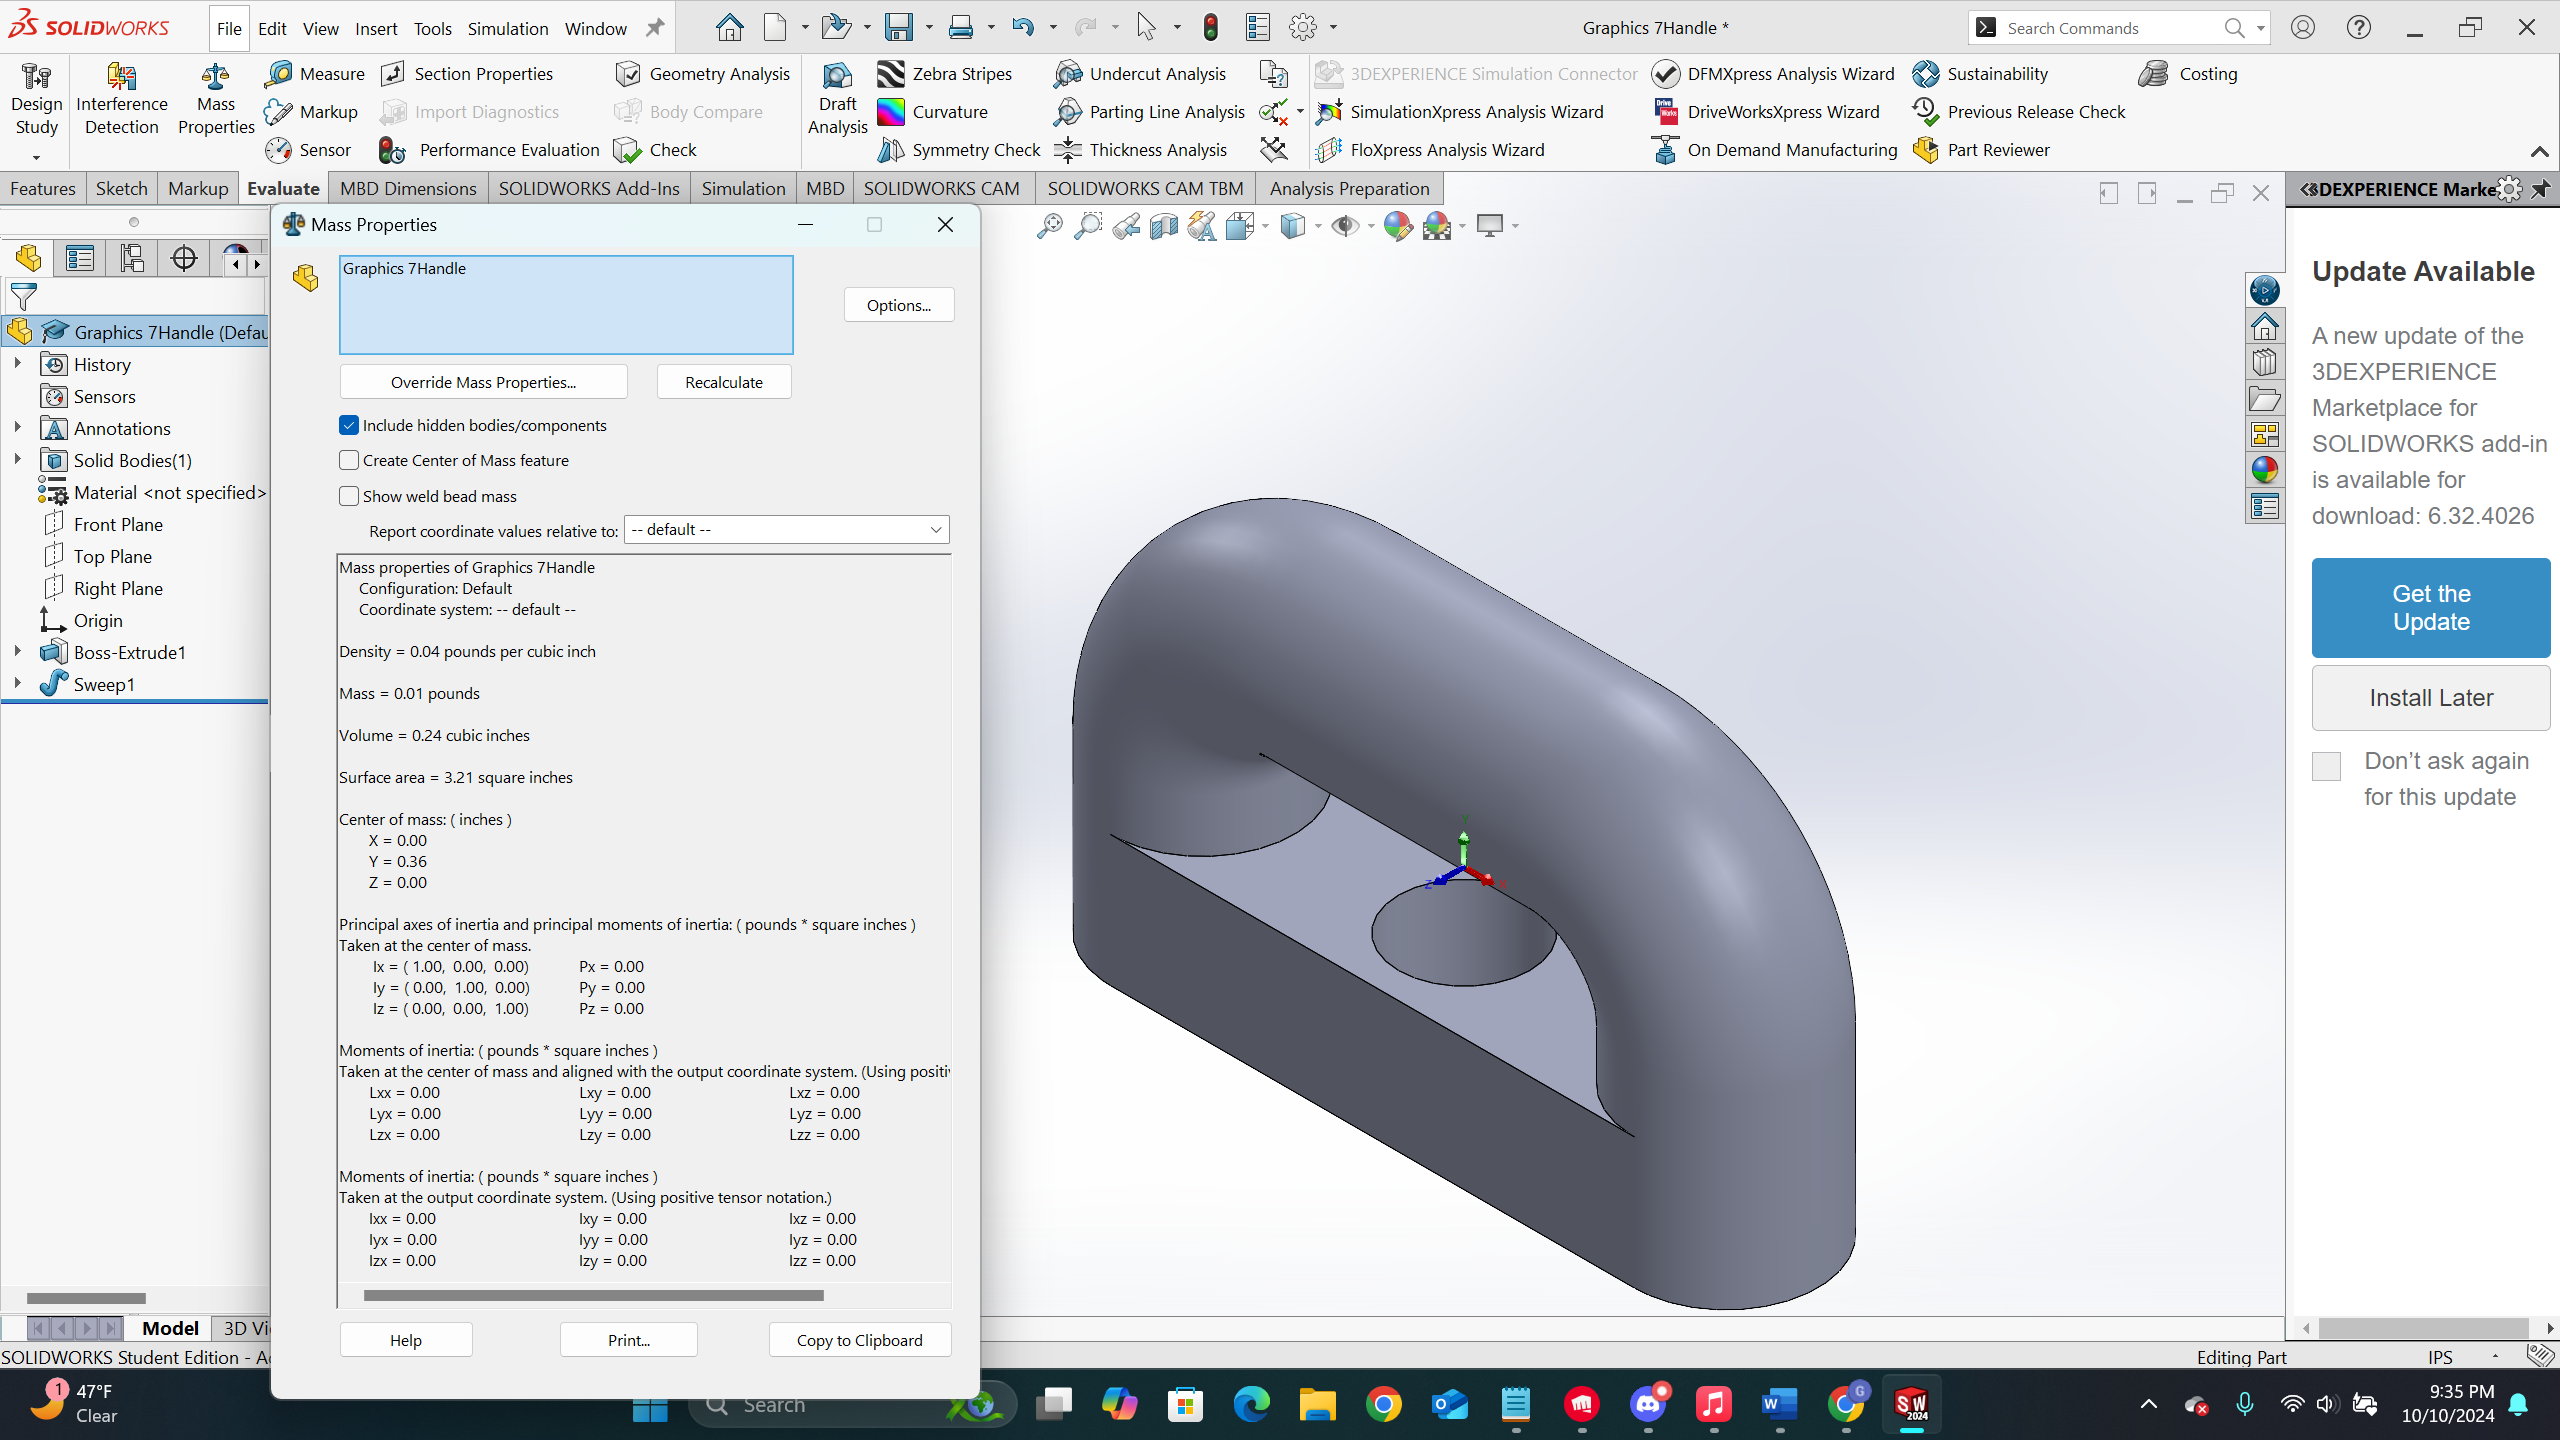 SOLIDWORKS File Edit View Insert Tools Simulation Window Graphics 7Handle * Search Commands
Design Study
Interference Detection
Mass Properties
Measure
Markup
Sensor
Section Properties
Import Diagnostics
Performance Evaluation
Geometry Analysis
Body Compare
Check
Draft Analysis
Zebra Stripes
Curvature
Symmetry Check
Undercut Analysis
Parting Line Analysis
Thickness Analysis
3DEXPERIENCE Simulation Connector
SimulationXpress Analysis Wizard
FloXpress Analysis Wizard
DFMXpress Analysis Wizard
DriveWorksXpress Wizard
On Demand Manufacturing
Sustainability
Previous Release Check
Part Reviewer
Costing
Features Sketch Markup Evaluate MBD Dimensions SOLIDWORKS Add-Ins Simulation MBD SOLIDWORKS CAM SOLIDWORKS CAM TBM Analysis Preparation
Graphics 7Handle (Defau
History
Sensors
Annotations
Solid Bodies(1)
Material <not specified>
Front Plane
Top Plane
Right Plane
Origin
Boss-Extrude1
Sweep1
Mass Properties
Graphics 7Handle
Options...
Override Mass Properties... Recalculate
Include hidden bodies/components
Create Center of Mass feature
Show weld bead mass
Report coordinate values relative to: -- default --
Mass properties of Graphics 7Handle
Configuration: Default
Coordinate system: -- default --
Density = 0.04 pounds per cubic inch
Mass = 0.01 pounds
Volume = 0.24 cubic inches
Surface area = 3.21 square inches
Center of mass: ( inches )
X = 0.00
Y = 0.36
Z = 0.00
Principal axes of inertia and principal moments of inertia: ( pounds * square inches )
Taken at the center of mass.
Ix = ( 1.00, 0.00, 0.00) Px = 0.00
Iy = ( 0.00, 1.00, 0.00) Py = 0.00
Iz = ( 0.00, 0.00, 1.00) Pz = 0.00
Moments of inertia: ( pounds * square inches )
Taken at the center of mass and aligned with the output coordinate system. (Using positi
Lxx = 0.00 Lxy = 0.00 Lxz = 0.00
Lyx = 0.00 Lyy = 0.00 Lyz = 0.00
Lzx = 0.00 Lzy = 0.00 Lzz = 0.00
Moments of inertia: ( pounds * square inches )
Taken at the output coordinate system. (Using positive tensor notation.)
Ixx = 0.00 Ixy = 0.00 Ixz = 0.00
Iyx = 0.00 Iyy = 0.00 Iyz = 0.00
Izx = 0.00 Izy = 0.00 Izz = 0.00
Help Print... Copy to Clipboard
Y
Z X
3DEXPERIENCE Marke
Update Available
A new update of the
3DEXPERIENCE
Marketplace for
SOLIDWORKS add-in
is available for
download: 6.32.4026
Get the
Update
Install Later
Don't ask again
for this update
Model 3D Vi
SOLIDWORKS Student Edition - A
Editing Part IPS
1
47°F
Clear
Search
W
G
SW
2024
9:35 PM
10/10/2024